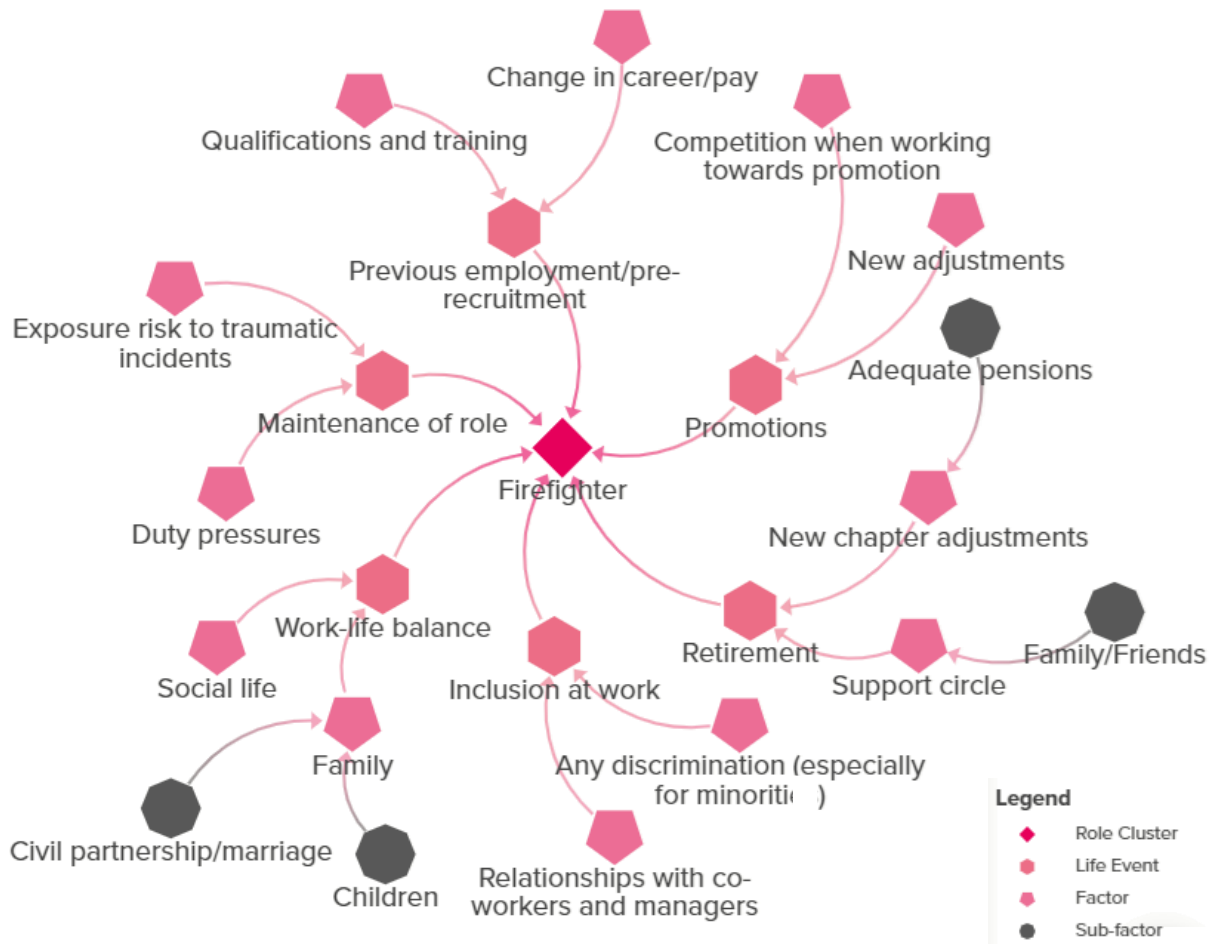 Change in career/pay
Qualifications and training
Competition when working
towards promotion
New adjustments
Previous employment/pre-
recruitment
Exposure risk to traumatic
incidents
Adequate pensions
Maintenance of role
Promotions
Firefighter
Duty pressures
New chapter adjustments
Work-life balance
Retirement
Family/Friends
Social life
Inclusion at work
Support circle
Family
Any discrimination (especially
for minoriti )
Civil partnership/marriage
Children
Relationships with co-
workers and managers
Legend
Role Cluster
Life Event
Factor
Sub-factor